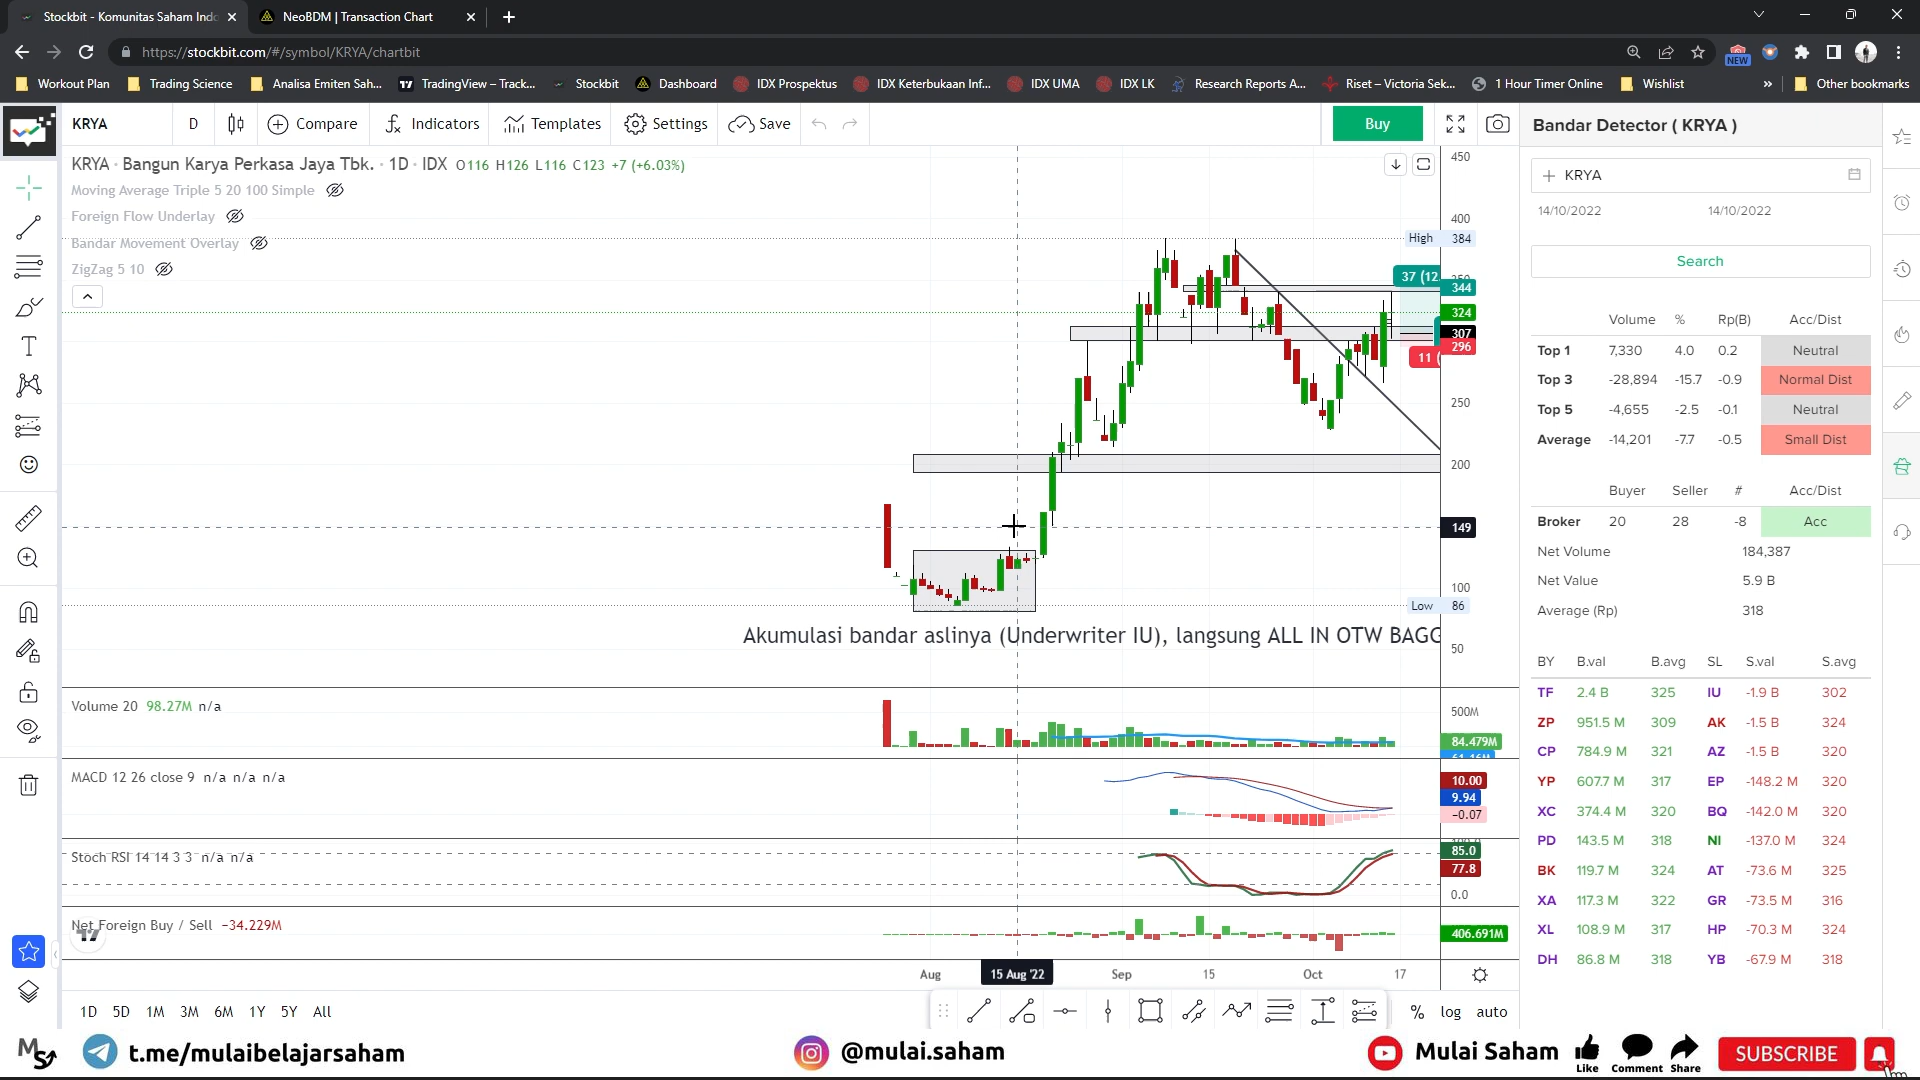 Stockbit - Komunitas Saham Indo
NeoBDM | Transaction Chart
https://stockbit.com/#/symbol/KRYA/chartbit
NEW
Workout Plan
Trading Science
Analisa Emiten Sah...
TradingView – Track...
Stockbit
Dashboard
IDX Prospektus
IDX Keterbukaan Inf...
IDX UMA
IDX LK
Research Reports A...
Riset – Victoria Sek...
1 Hour Timer Online
Wishlist
»
Other bookmarks
KRYA
D
Compare
Indicators
Templates
Settings
Save
Buy
Bandar Detector ( KRYA )
KRYA · Bangun Karya Perkasa Jaya Tbk. · 1D · IDX O116 H126 L116 C123 +7 (+6.03%)
Moving Average Triple 5 20 100 Simple
Foreign Flow Underlay
Bandar Movement Overlay
ZigZag 5 10
450
400
High 384
37 (12.
344
324
307
296
11 (
250
200
149
100
Low 86
50
Akumulasi bandar aslinya (Underwriter IU), langsung ALL IN OTW BAGG
Volume 20 98.27M n/a
500M
84.479M
MACD 12 26 close 9 n/a n/a n/a
10.00
9.94
−0.07
Stoch RSI 14 14 3 3 n/a n/a
85.0
77.8
0.0
Net Foreign Buy / Sell −34.229M
406.691M
Aug
15 Aug '22
Sep
15
Oct
17
1D 5D 1M 3M 6M 1Y 5Y All
% log auto
KRYA
14/10/2022 14/10/2022
Search
Volume % Rp(B) Acc/Dist
Top 1 7,330 4.0 0.2 Neutral
Top 3 -28,894 -15.7 -0.9 Normal Dist
Top 5 -4,655 -2.5 -0.1 Neutral
Average -14,201 -7.7 -0.5 Small Dist
Buyer Seller # Acc/Dist
Broker 20 28 -8 Acc
Net Volume 184,387
Net Value 5.9 B
Average (Rp) 318
BY B.val B.avg SL S.val S.avg
TF 2.4 B 325 IU -1.9 B 302
ZP 951.5 M 309 AK -1.5 B 324
CP 784.9 M 321 AZ -1.5 B 320
YP 607.7 M 317 EP -148.2 M 320
XC 374.4 M 320 BQ -142.0 M 320
PD 143.5 M 318 NI -137.0 M 324
BK 119.7 M 324 AT -73.6 M 325
XA 117.3 M 322 GR -73.5 M 316
XL 108.9 M 317 HP -70.3 M 324
DH 86.8 M 318 YB -67.9 M 318
MS
t.me/mulaibelajarsaham
@mulai.saham
Mulai Saham
Like
Comment
Share
SUBSCRIBE